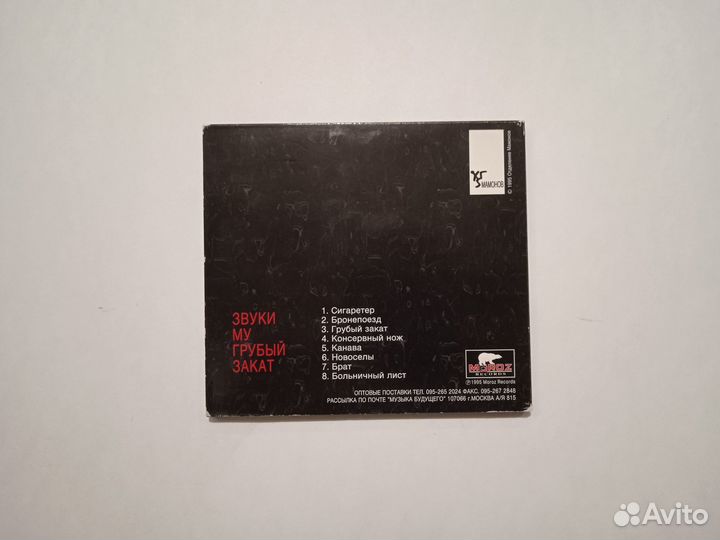 МАМОНОВ
© 1995 Отделение Мамонов
ЗВУКИ
МУ
ГРУБЫЙ
ЗАКАТ
1. Сигаретер
2. Бронепоезд
3. Грубый закат
4. Консервный нож
5. Канава
6. Новоселы
7. Брат
8. Больничный лист
MOROZ
RECORDS
℗1995 Moroz Records
ОПТОВЫЕ ПОСТАВКИ ТЕЛ. 095-265 2024 ФАКС. 095-267 2848
РАССЫЛКА ПО ПОЧТЕ "МУЗЫКА БУДУЩЕГО" 107066 г.МОСКВА А/Я 815
Avito